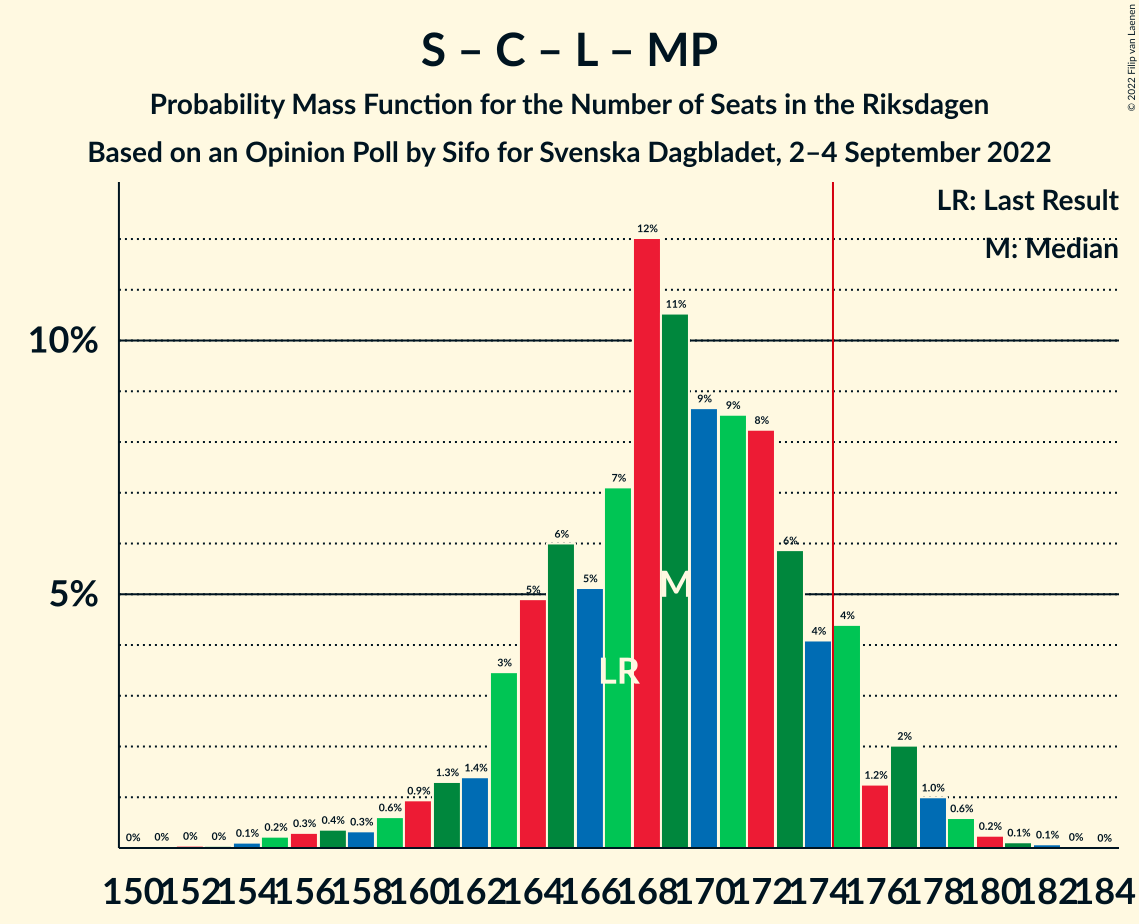 S – C – L – MP
Probability Mass Function for the Number of Seats in the Riksdagen
Based on an Opinion Poll by Sifo for Svenska Dagbladet, 2–4 September 2022
© 2022 Filip van Laenen
LR: Last Result
M: Median
10%
5%
0% 0% 0% 0% 0.1% 0.2% 0.3% 0.4% 0.3% 0.6% 0.9% 1.3% 1.4% 3% 5% 6% 5% 7% 12% 11% 9% 9% 8% 6% 4% 4% 1.2% 2% 1.0% 0.6% 0.2% 0.1% 0.1% 0% 0%
M
LR
150 152 154 156 158 160 162 164 166 168 170 172 174 176 178 180 182 184